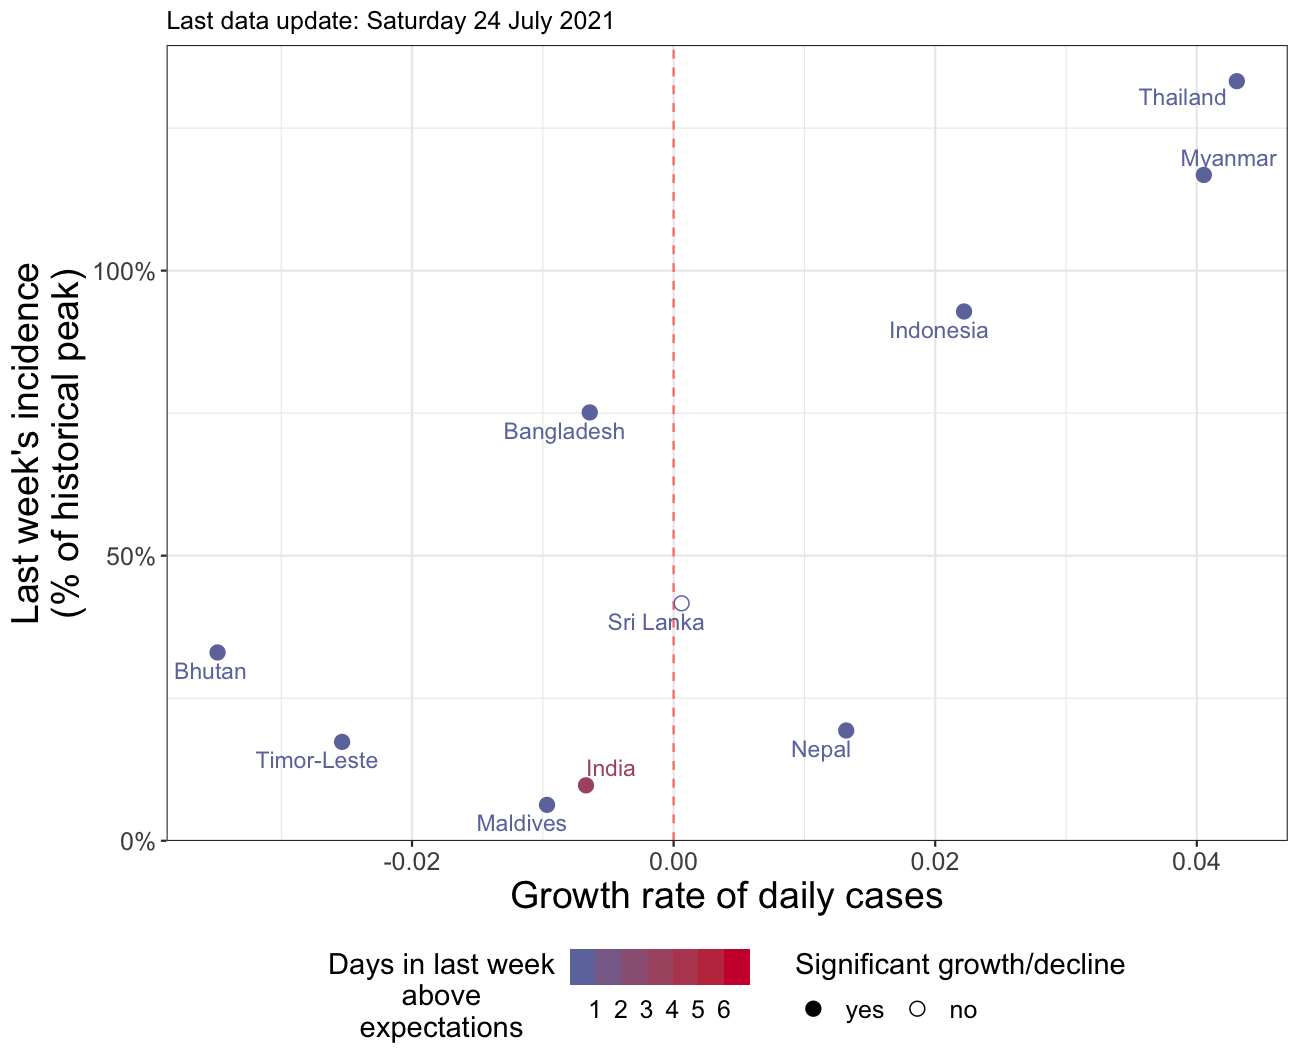 Last data update: Saturday 24 July 2021
Thailand
Myanmar
100%
Indonesia
Bangladesh
Last week's incidence
(% of historical peak)
50%
Sri Lanka
Bhutan
Nepal
Timor-Leste
India
Maldives
0%
-0.02 0.00 0.02 0.04
Growth rate of daily cases
Days in last week
above
expectations
1 2 3 4 5 6
Significant growth/decline
yes no